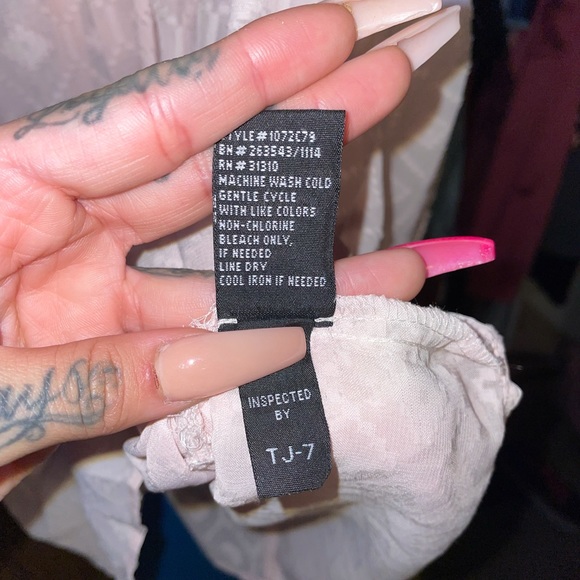 STYLE#1072C79
BN#263543/1114
RN#31310
MACHINE WASH COLD
GENTLE CYCLE
WITH LIKE COLORS
NON-CHLORINE
BLEACH ONLY,
IF NEEDED
LINE DRY
COOL IRON IF NEEDED
INSPECTED
BY
TJ-7